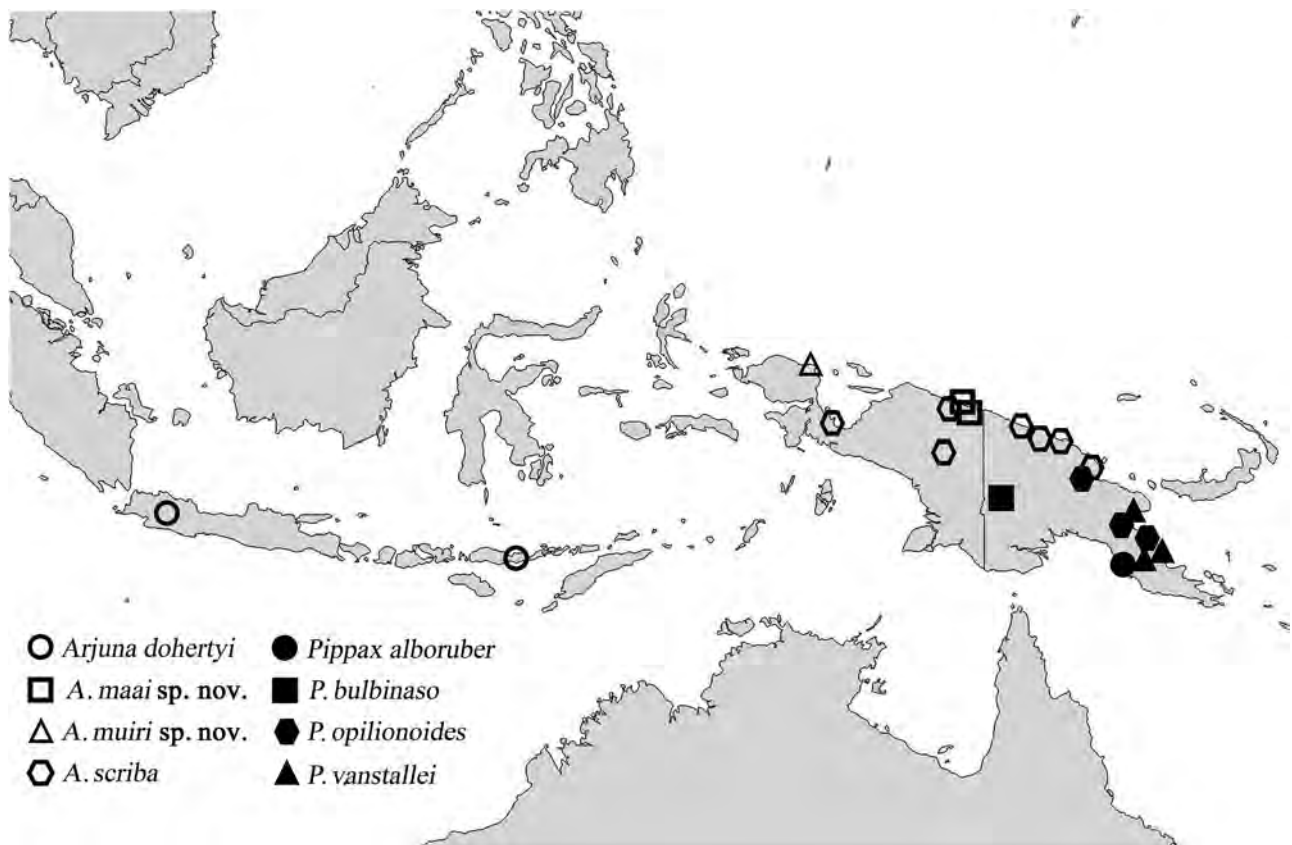 Arjuna dohertyi
A. maai sp. nov.
A. muiri sp. nov.
A. scriba
Pippax alboruber
P. bulbinaso
P. opilionoides
P. vanstallei